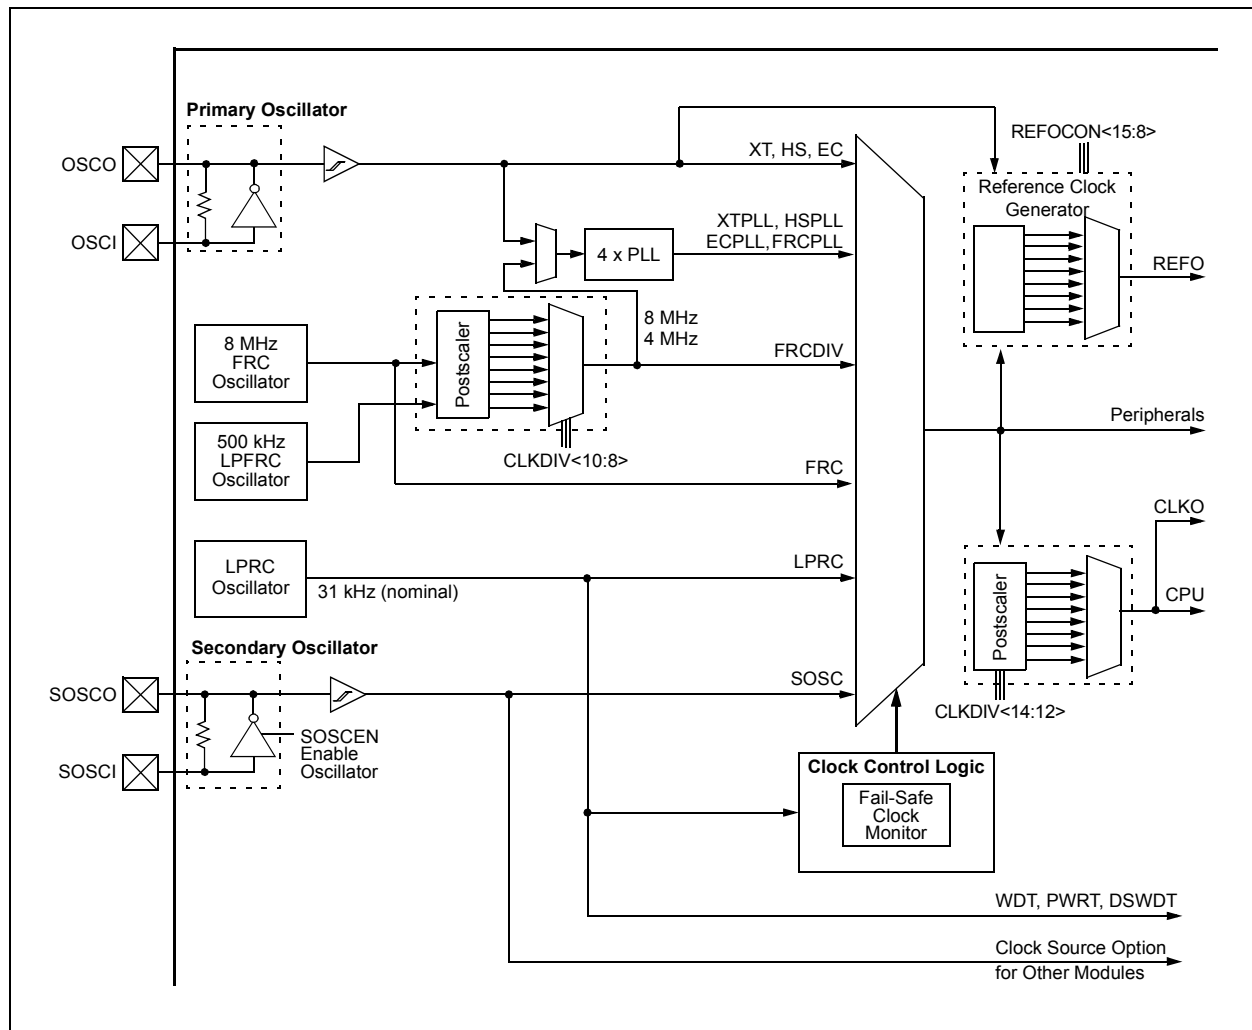 Primary Oscillator
REFOCON<15:8>
OSCO
XT, HS, EC
Reference Clock
Generator
OSCI
XTPLL, HSPLL
ECPLL,FRCPLL
4 x PLL
REFO
8 MHz
FRC
Oscillator
Postscaler
8 MHz
4 MHz
FRCDIV
Peripherals
500 kHz
LPFRC
Oscillator
CLKDIV<10:8>
FRC
CLKO
LPRC
Oscillator
31 kHz (nominal)
LPRC
Postscaler
CPU
Secondary Oscillator
SOSCO
SOSC
CLKDIV<14:12>
SOSCEN
Enable
Oscillator
SOSCI
Clock Control Logic
Fail-Safe
Clock
Monitor
WDT, PWRT, DSWDT
Clock Source Option
for Other Modules